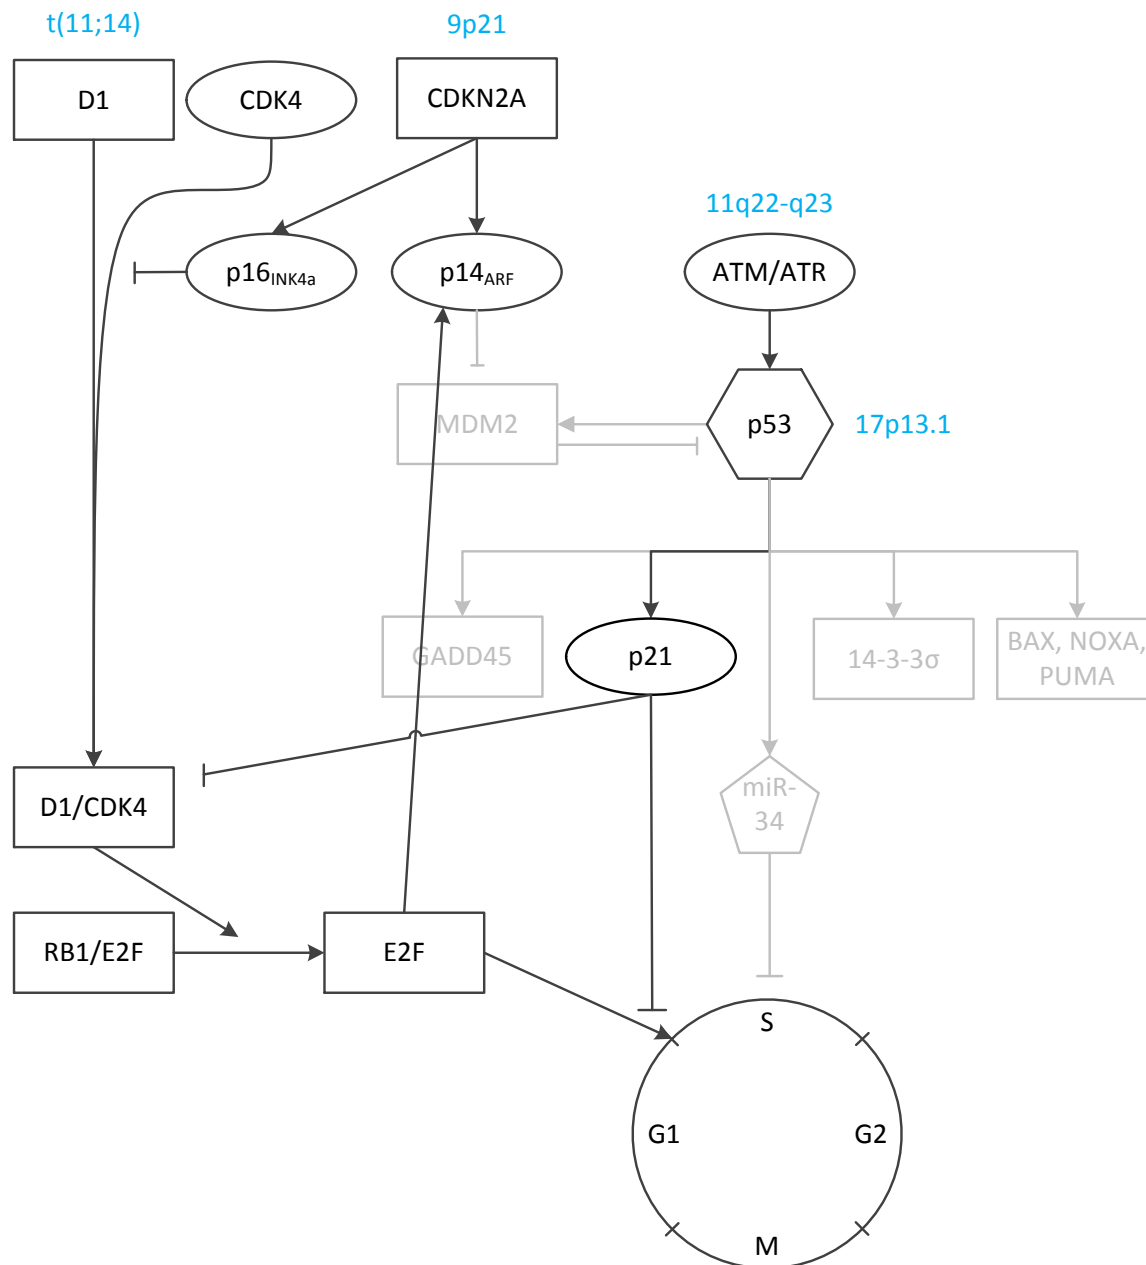 t(11;14)
9p21
D1
CDK4
CDKN2A
11q22-q23
p16INK4a
p14ARF
ATM/ATR
MDM2
p53
17p13.1
GADD45
p21
14-3-3σ
BAX, NOXA,
PUMA
D1/CDK4
miR-
34
RB1/E2F
E2F
S
G1
G2
M